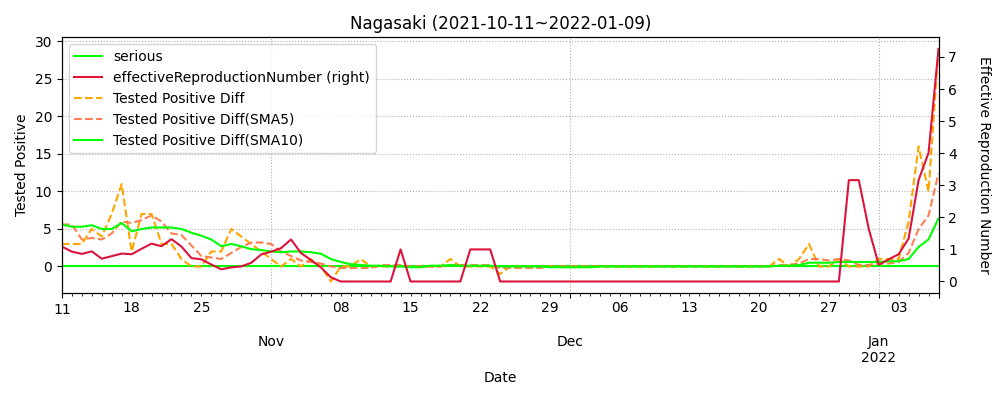 Nagasaki (2021-10-11~2022-01-09)
serious
effectiveReproductionNumber (right)
Tested Positive Diff
Tested Positive Diff(SMA5)
Tested Positive Diff(SMA10)
Tested Positive
30
25
20
15
10
5
0
7
6
5
4
3
2
1
0
Effective Reproduction Number
11 18 25 08 15 22 29 06 13 20 27 03
Nov Dec Jan
2022
Date